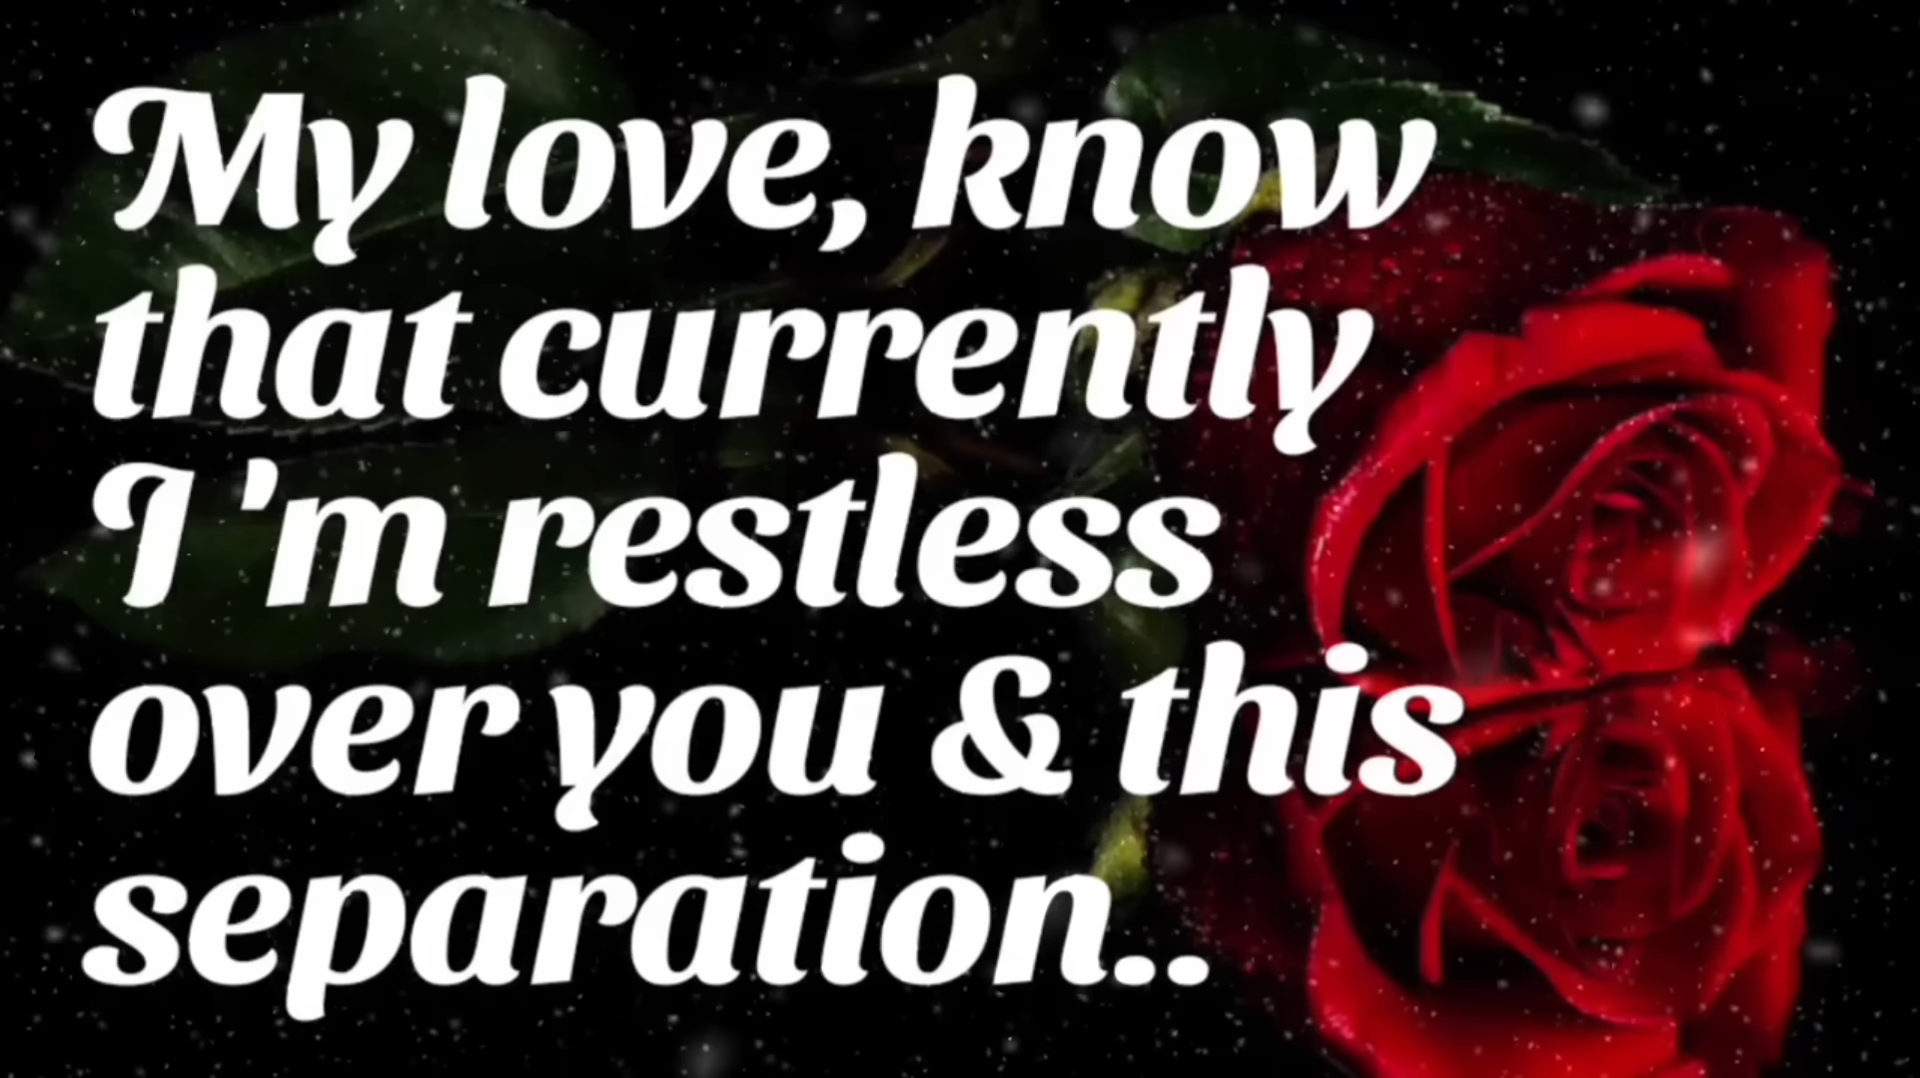 My love, know
that currently
I'm restless
over you & this
separation..